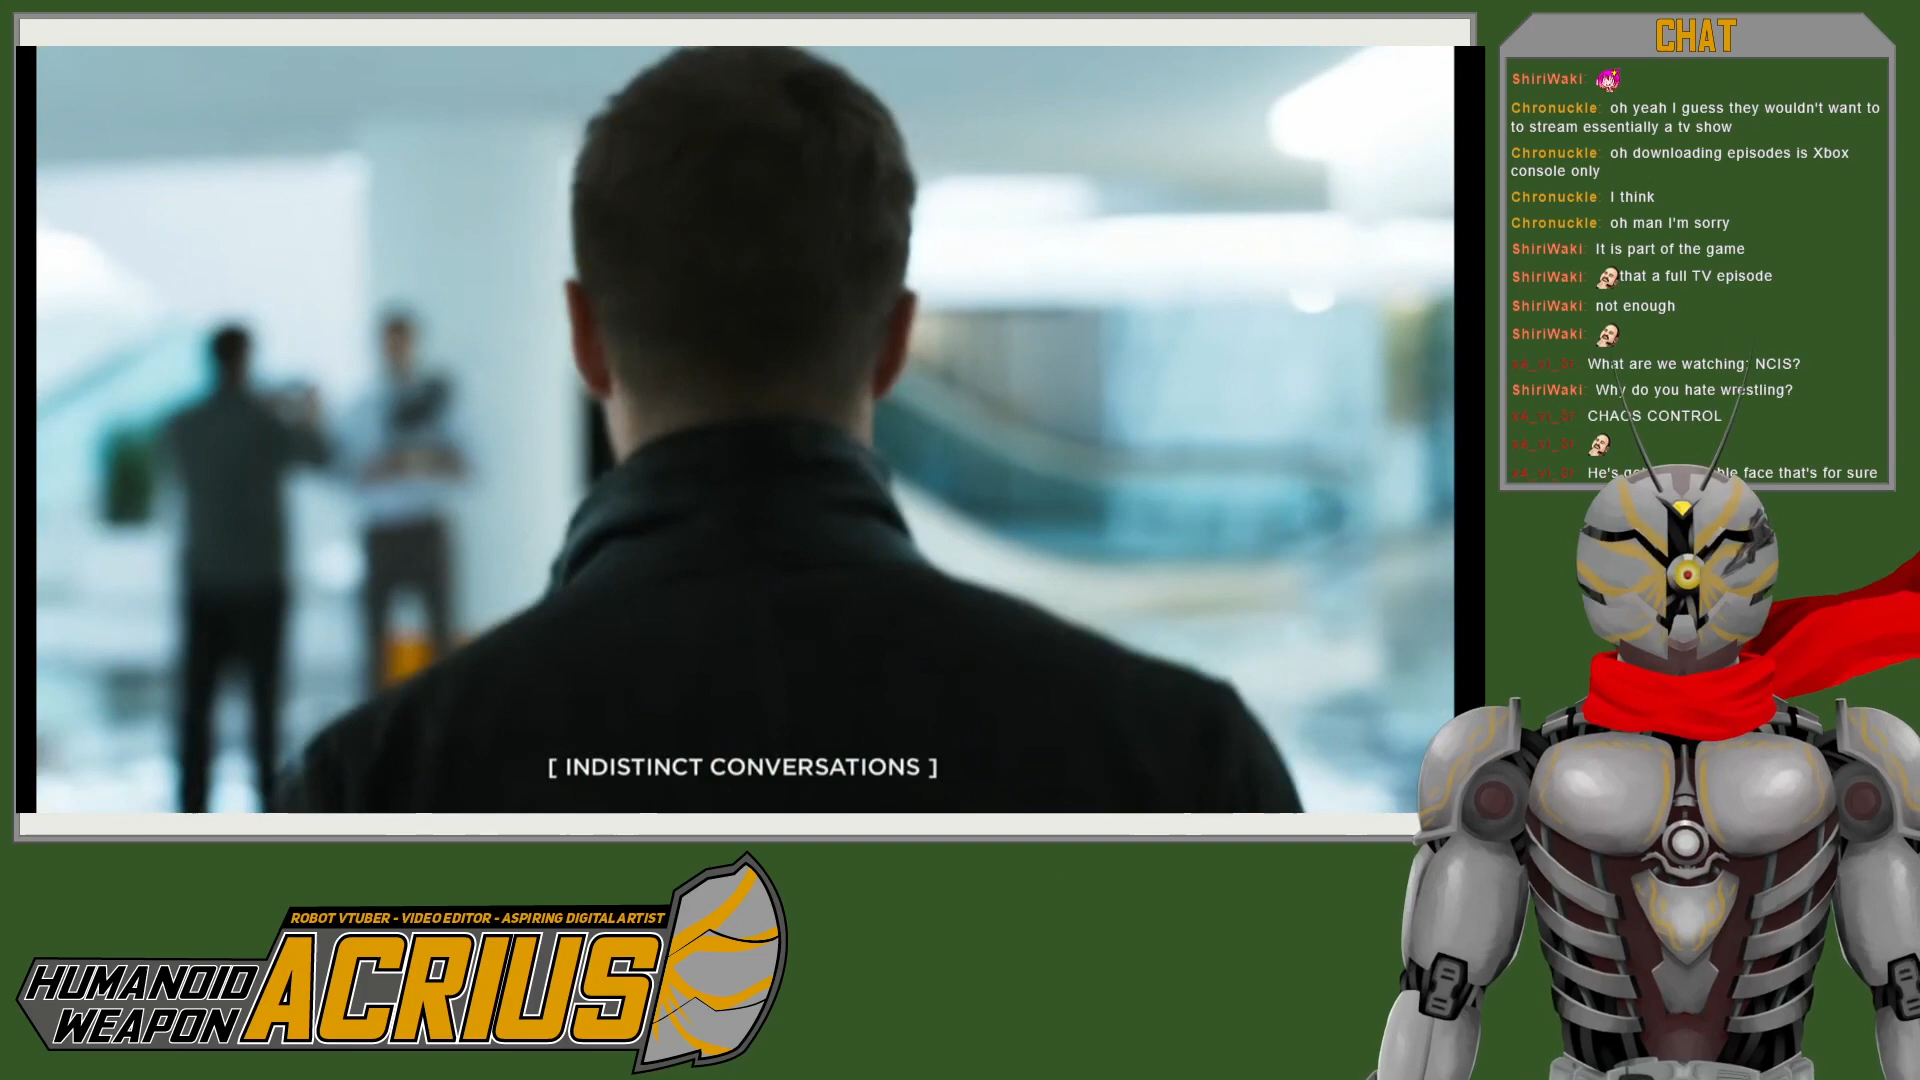 CHAT
ShiriWaki:
Chronuckle: oh yeah I guess they wouldn't want to
to stream essentially a tv show
Chronuckle: oh downloading episodes is Xbox
console only
Chronuckle: I think
Chronuckle: oh man I'm sorry
ShiriWaki: It is part of the game
ShiriWaki: that a full TV episode
ShiriWaki: not enough
ShiriWaki:
What are we watching; NCIS?
ShiriWaki: Why do you hate wrestling?
CHAOS CONTROL
He's face that's for sure
[ INDISTINCT CONVERSATIONS ]
ROBOT VTUBER - VIDEO EDITOR - ASPIRING DIGITAL ARTIST
HUMANOID
WEAPON
ACRIUS